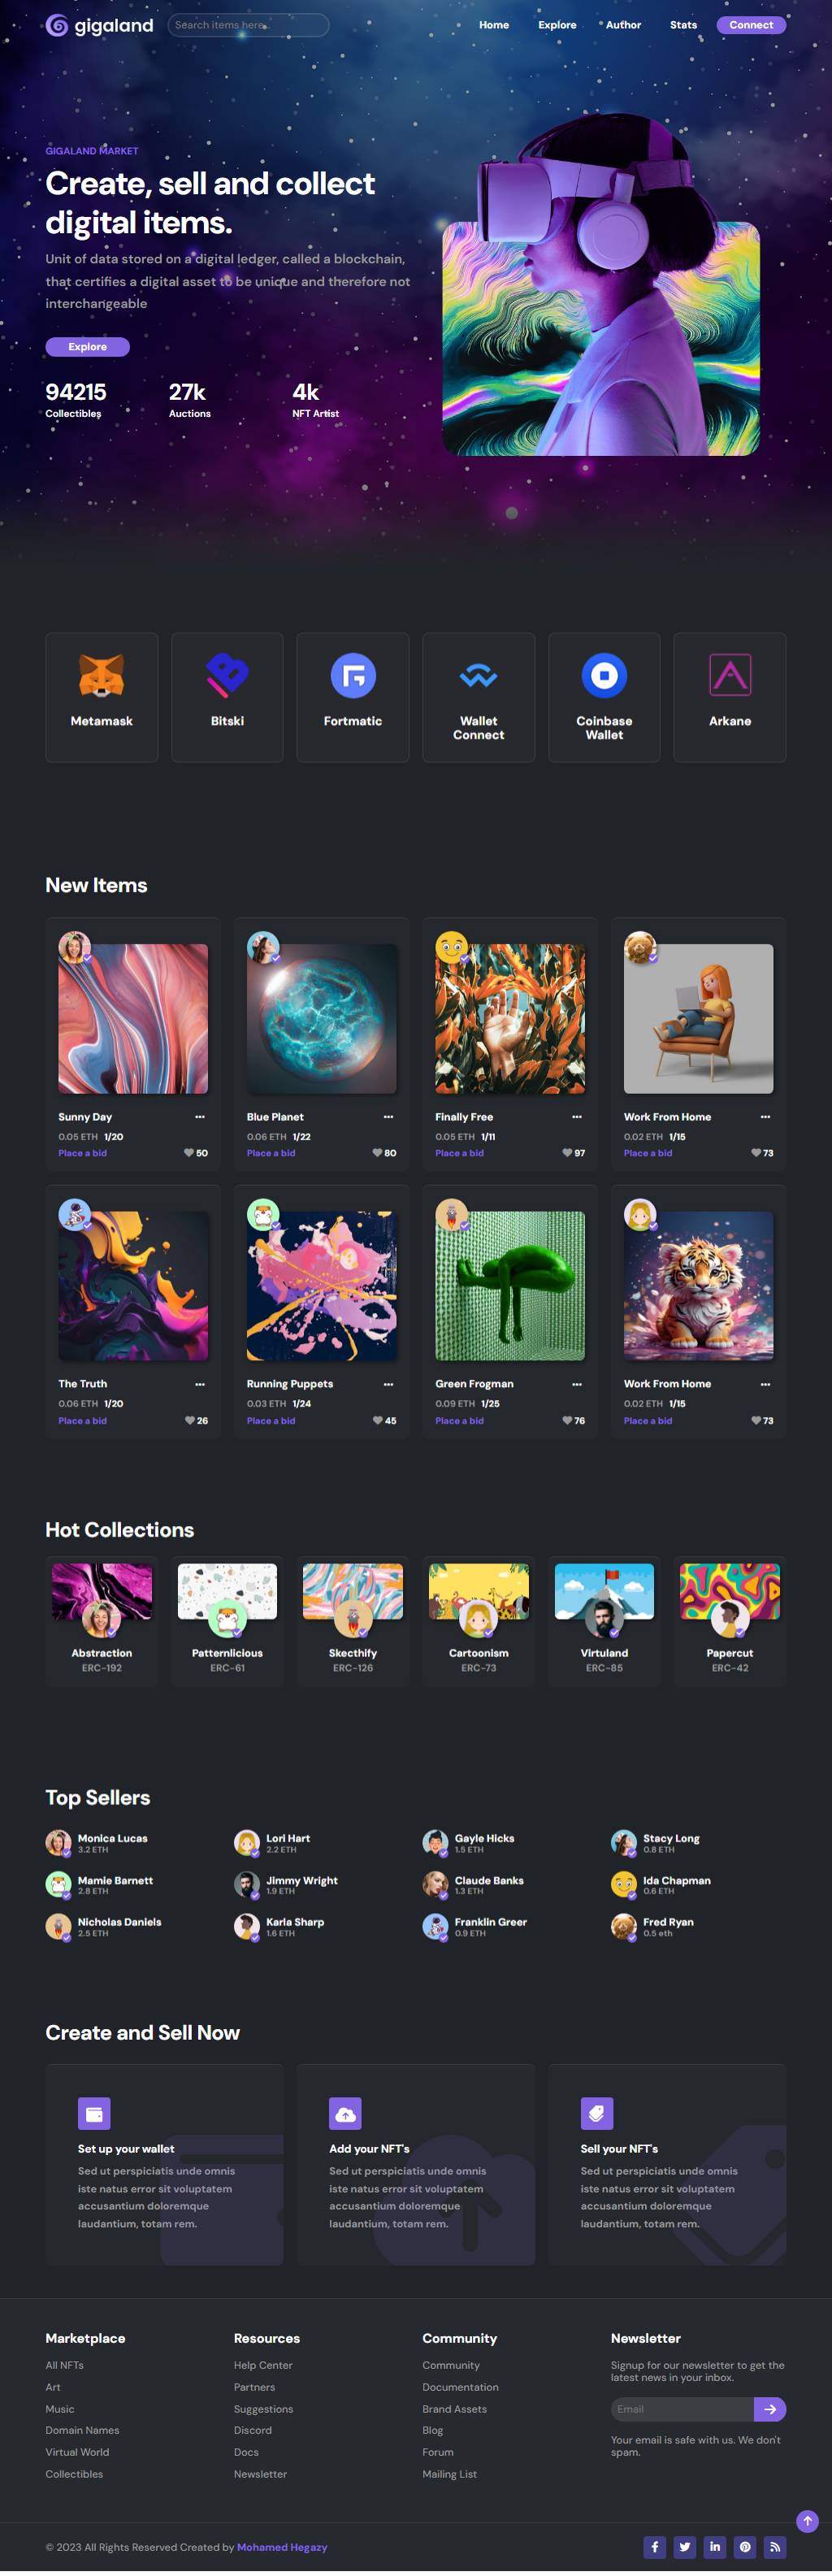 gigaland
Search items here...
Home
Explore
Author
Stats
Connect
GIGALAND MARKET
Create, sell and collect
digital items.
Unit of data stored on a digital ledger, called a blockchain,
that certifies a digital asset to be unique and therefore not
interchangeable
Explore
94215
Collectibles
27k
Auctions
4k
NFT Artist
Metamask
Bitski
Fortmatic
Wallet
Connect
Coinbase
Wallet
Arkane
New Items
Sunny Day
0.05 ETH 1/20
Place a bid
50
Blue Planet
0.06 ETH 1/22
Place a bid
80
Finally Free
0.05 ETH 1/11
Place a bid
97
Work From Home
0.02 ETH 1/15
Place a bid
73
The Truth
0.06 ETH 1/20
Place a bid
26
Running Puppets
0.03 ETH 1/24
Place a bid
45
Green Frogman
0.09 ETH 1/25
Place a bid
76
Work From Home
0.02 ETH 1/15
Place a bid
73
Hot Collections
Abstraction
ERC-192
Patternlicious
ERC-61
Skecthify
ERC-126
Cartoonism
ERC-73
Virtuland
ERC-85
Papercut
ERC-42
Top Sellers
Monica Lucas
3.2 ETH
Lori Hart
2.2 ETH
Gayle Hicks
1.5 ETH
Stacy Long
0.8 ETH
Mamie Barnett
2.8 ETH
Jimmy Wright
1.9 ETH
Claude Banks
1.3 ETH
Ida Chapman
0.6 ETH
Nicholas Daniels
2.5 ETH
Karla Sharp
1.6 ETH
Franklin Greer
0.9 ETH
Fred Ryan
0.5 eth
Create and Sell Now
Set up your wallet
Sed ut perspiciatis unde omnis
iste natus error sit voluptatem
accusantium doloremque
laudantium, totam rem.
Add your NFT's
Sed ut perspiciatis unde omnis
iste natus error sit voluptatem
accusantium doloremque
laudantium, totam rem.
Sell your NFT's
Sed ut perspiciatis unde omnis
iste natus error sit voluptatem
accusantium doloremque
laudantium, totam rem.
Marketplace
All NFTs
Art
Music
Domain Names
Virtual World
Collectibles
Resources
Help Center
Partners
Suggestions
Discord
Docs
Newsletter
Community
Community
Documentation
Brand Assets
Blog
Forum
Mailing List
Newsletter
Signup for our newsletter to get the
latest news in your inbox.
Email
Your email is safe with us. We don't
spam.
© 2023 All Rights Reserved Created by Mohamed Hegazy